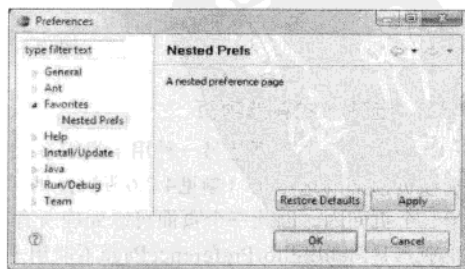 Preferences
type filter text
General
Ant
Favorites
Nested Prefs
Help
Install/Update
Java
Run/Debug
Team
Nested Prefs
A nested preference page
Restore Defaults
Apply
OK
Cancel